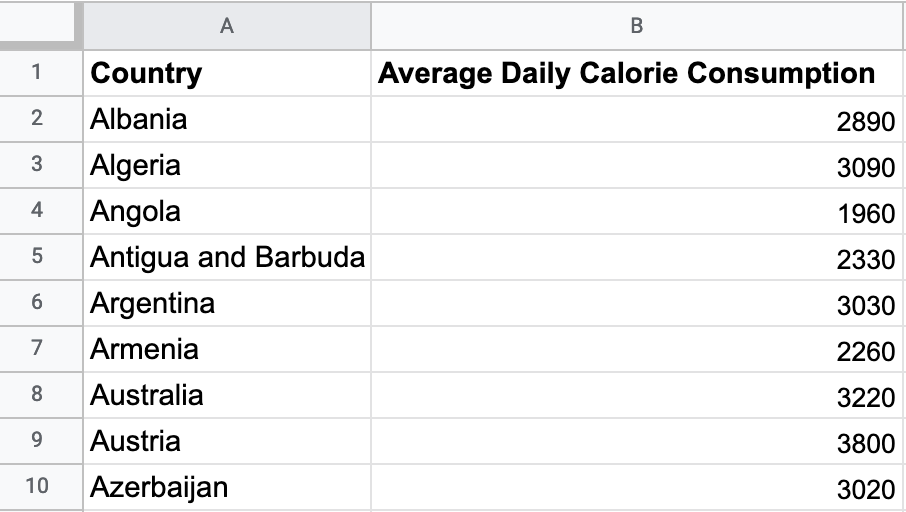 A B
1 Country Average Daily Calorie Consumption
2 Albania 2890
3 Algeria 3090
4 Angola 1960
5 Antigua and Barbuda 2330
6 Argentina 3030
7 Armenia 2260
8 Australia 3220
9 Austria 3800
10 Azerbaijan 3020